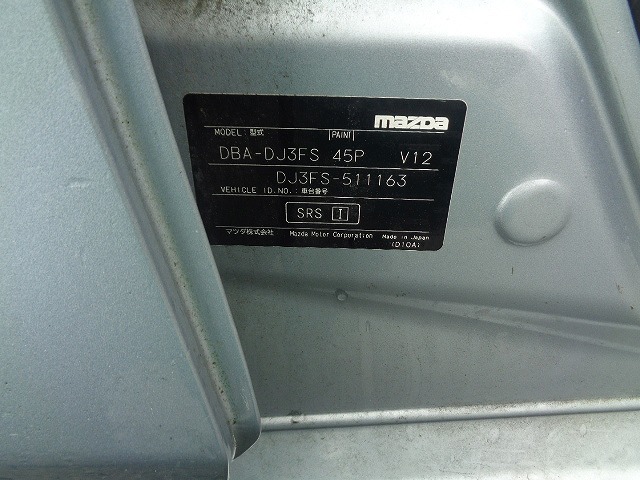 mazda
MODEL: 型式 PAINT
DBA-DJ3FS 45P V12
DJ3FS-511163
VEHICLE ID.NO.: 車台番号
SRS I
マツダ株式会社 Mazda Motor Corporation Made in Japan
(D10A)